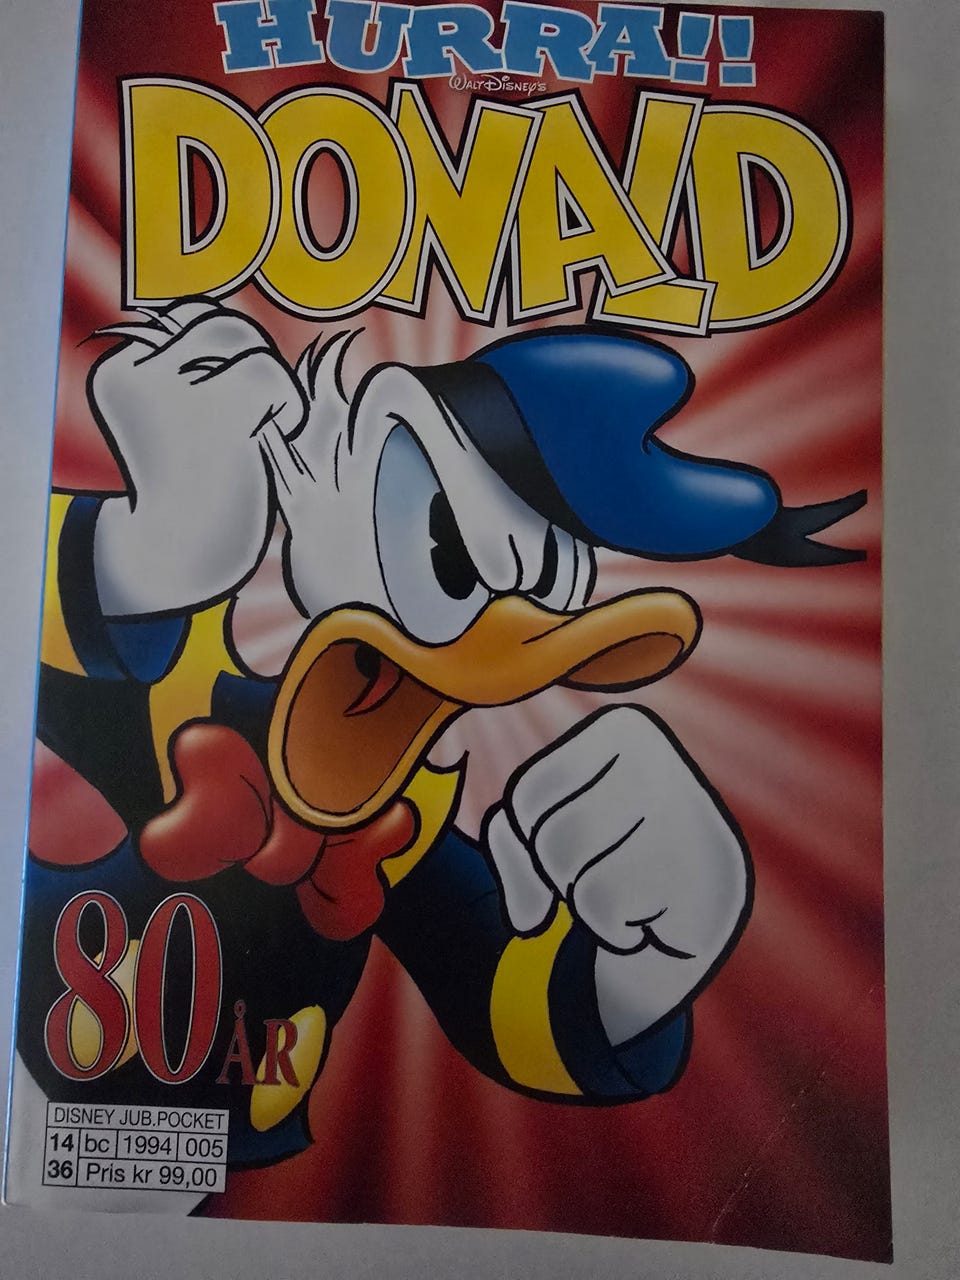 HURRA!!
WALT DISNEY'S
DONALD
80 ÅR
DISNEY JUB.POCKET
14 bc 1994 005
36 Pris kr 99,00